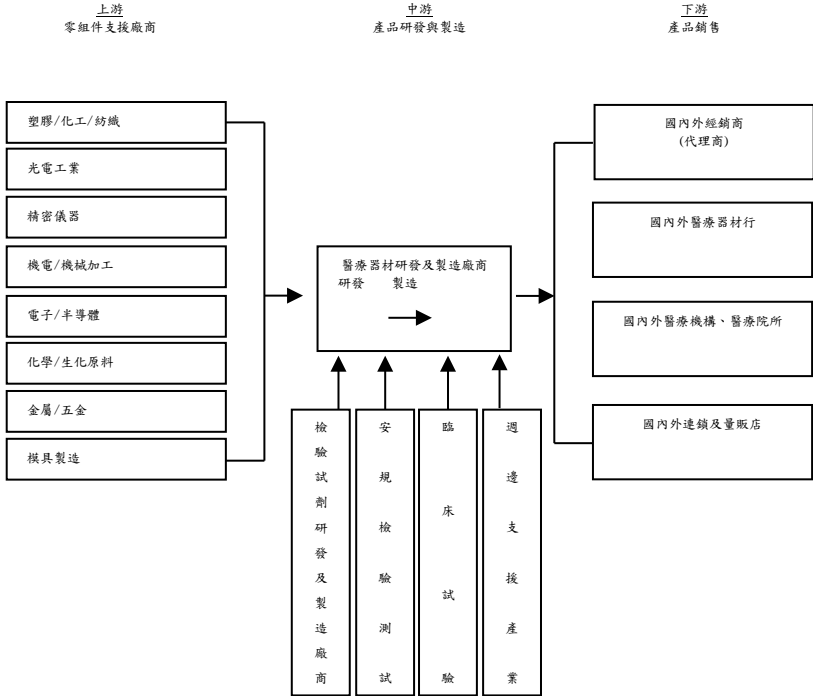 上游
零組件支援廠商
中游
產品研發與製造
下游
產品銷售
塑膠/化工/紡織
光電工業
精密儀器
機電/機械加工
電子/半導體
化學/生化原料
金屬/五金
模具製造
醫療器材研發及製造廠商
研發 製造
檢驗試劑研發及製造廠商
安規檢驗測試
臨床試驗
週邊支援產業
國內外經銷商
(代理商)
國內外醫療器材行
國內外醫療機構、醫療院所
國內外連鎖及量販店